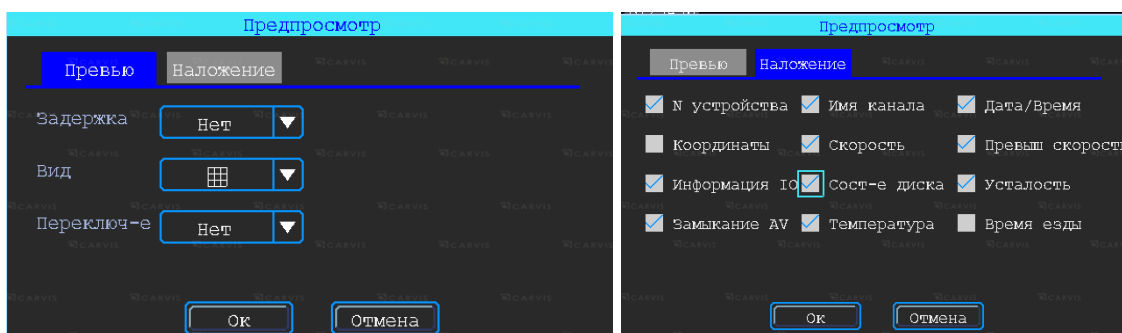 Предпросмотр
Превью Наложение
Задержка Нет
Вид
Переключ-е Нет
Ок Отмена
Предпросмотр
Превью Наложение
N устройства Имя канала Дата/Время
Координаты Скорость Превыш скорости
Информация IO Сост-е диска Усталость
Замыкание AV Температура Время езды
Ок Отмена
CARVIS